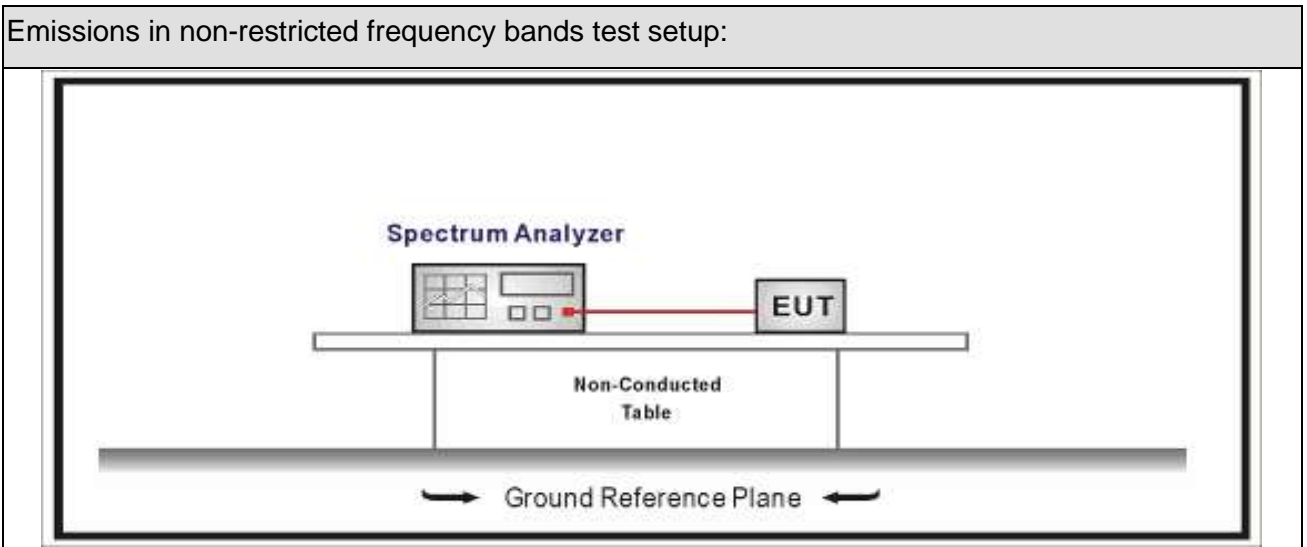 Emissions in non-restricted frequency bands test setup:
Spectrum Analyzer
EUT
Non-Conducted
Table
Ground Reference Plane